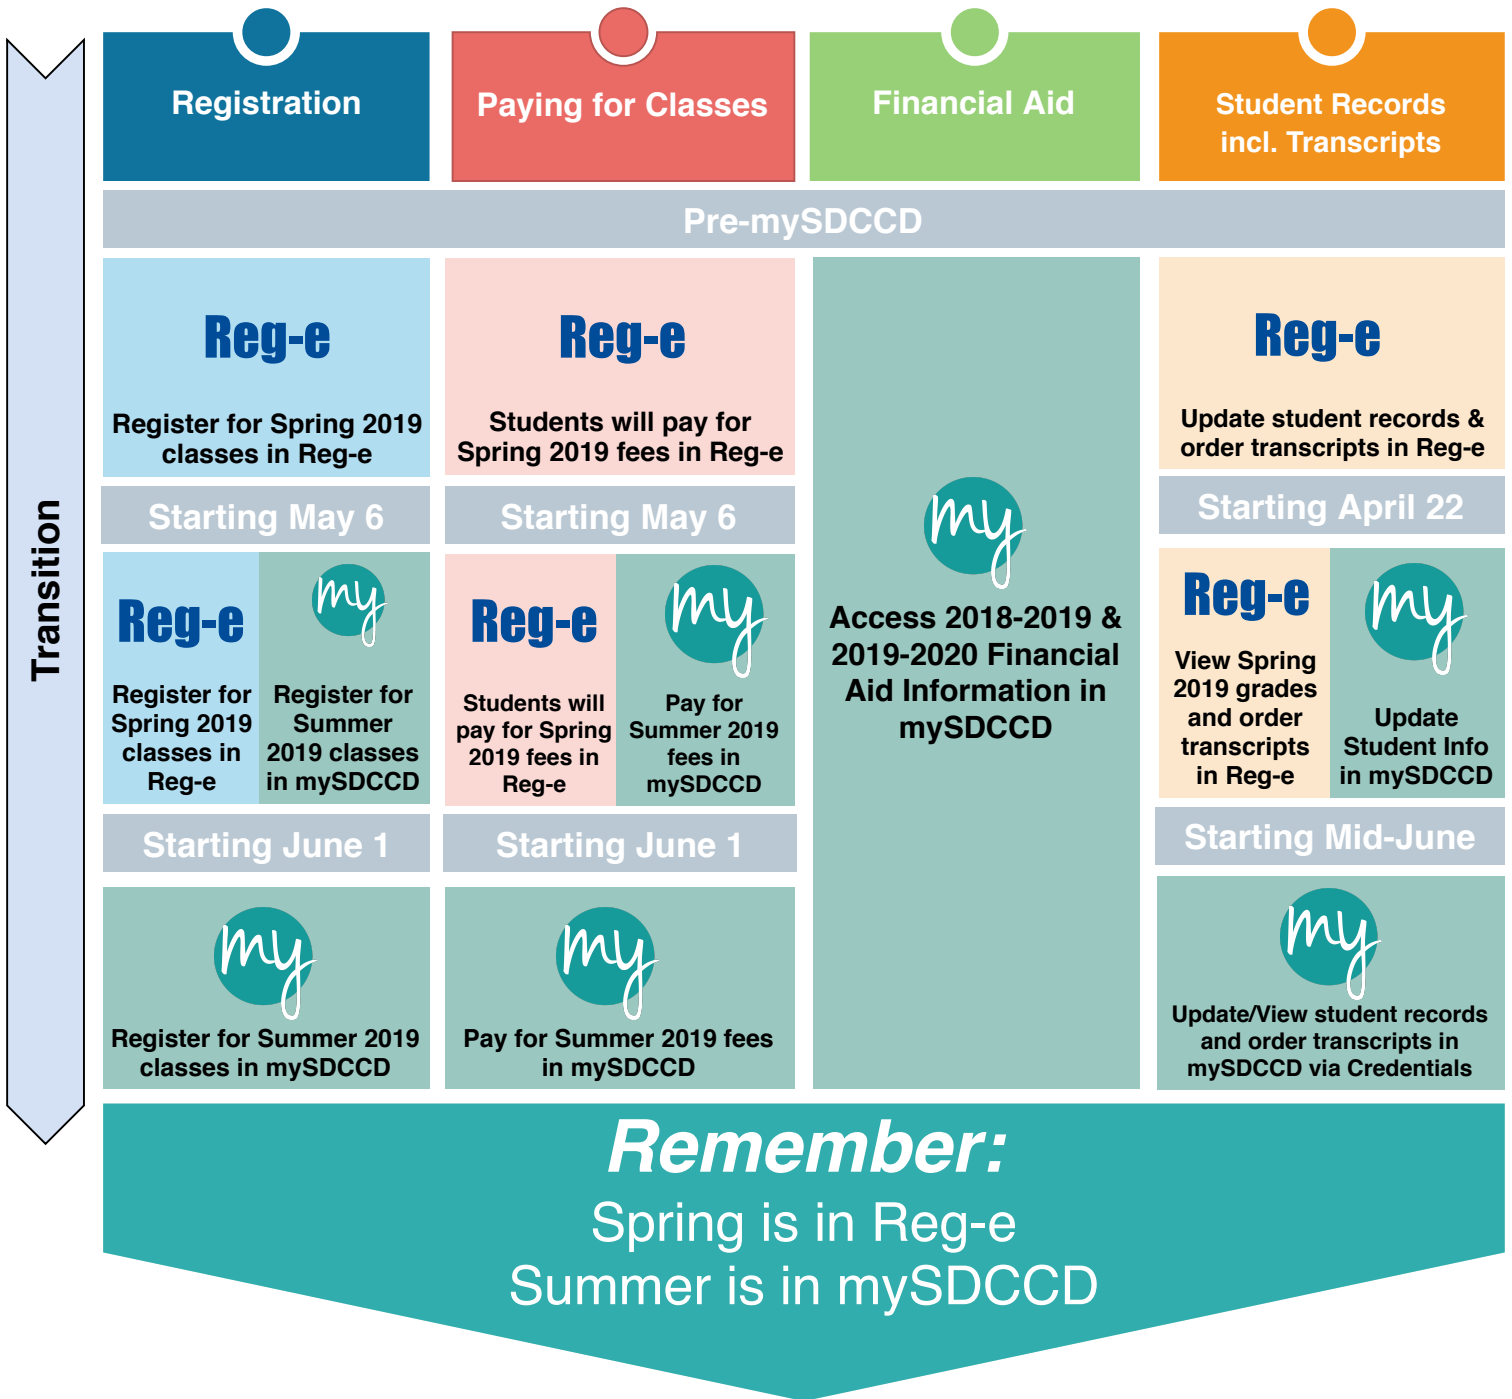 Transition
Registration
Paying for Classes
Financial Aid
Student Records
incl. Transcripts
Pre-mySDCCD
Reg-e
Register for Spring 2019
classes in Reg-e
Reg-e
Students will pay for
Spring 2019 fees in Reg-e
my
Access 2018-2019 &
2019-2020 Financial
Aid Information in
mySDCCD
Reg-e
Update student records &
order transcripts in Reg-e
Starting May 6
Starting May 6
Starting April 22
Reg-e
Register for
Spring 2019
classes in
Reg-e
my
Register for
Summer
2019 classes
in mySDCCD
Reg-e
Students will
pay for Spring
2019 fees in
Reg-e
my
Pay for
Summer 2019
fees in
mySDCCD
Reg-e
View Spring
2019 grades
and order
transcripts
in Reg-e
my
Update
Student Info
in mySDCCD
Starting June 1
Starting June 1
Starting Mid-June
my
Register for Summer 2019
classes in mySDCCD
my
Pay for Summer 2019 fees
in mySDCCD
my
Update/View student records
and order transcripts in
mySDCCD via Credentials
Remember:
Spring is in Reg-e
Summer is in mySDCCD